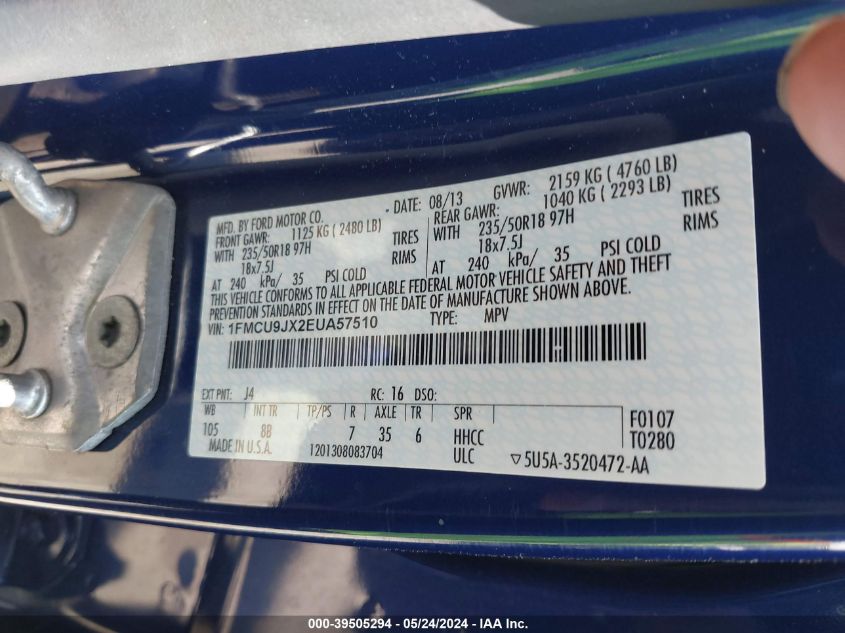 MFD. BY FORD MOTOR CO.
DATE: 08/13 GVWR: 2159 KG ( 4760 LB)
FRONT GAWR: 1125 KG ( 2480 LB)
REAR GAWR: 1040 KG ( 2293 LB)
WITH 235/50R18 97H TIRES
WITH 235/50R18 97H TIRES
18x7.5J RIMS
18x7.5J RIMS
AT 240 kPa/ 35 PSI COLD
AT 240 kPa/ 35 PSI COLD
THIS VEHICLE CONFORMS TO ALL APPLICABLE FEDERAL MOTOR VEHICLE SAFETY AND THEFT
PREVENTION STANDARDS IN EFFECT ON THE DATE OF MANUFACTURE SHOWN ABOVE.
VIN: 1FMCU9JX2EUA57510 TYPE: MPV
EXT PNT: J4 RC: 16 DSO:
WB INT TR TP/PS R AXLE TR SPR
105 8B 7 35 6 HHCC F0107
MADE IN U.S.A. 1201308083704 ULC T0280
▽5U5A-3520472-AA
000-39505294 - 05/24/2024 - IAA, Inc.